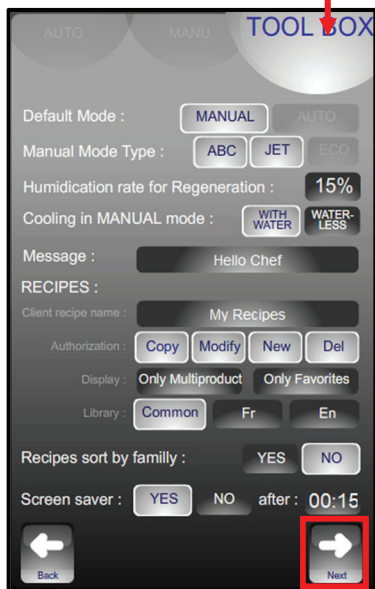 AUTO MANU TOOL BOX
Default Mode : MANUAL AUTO
Manual Mode Type : ABC JET ECO
Humidication rate for Regeneration : 15%
Cooling in MANUAL mode : WITH WATER WATER-LESS
Message : Hello Chef
RECIPES :
Client recipe name : My Recipes
Authorization : Copy Modify New Del
Display : Only Multiproduct Only Favorites
Library : Common Fr En
Recipes sort by familly : YES NO
Screen saver : YES NO after : 00:15
Back Next